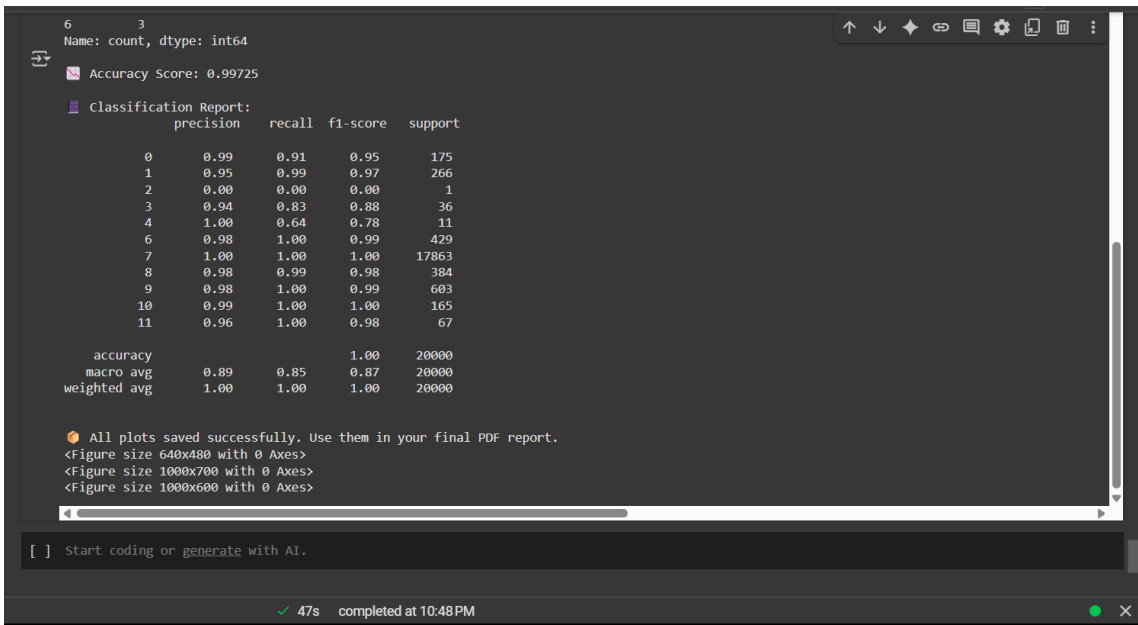 6 3
Name: count, dtype: int64
Accuracy Score: 0.99725
Classification Report:
precision recall f1-score support
0 0.99 0.91 0.95 175
1 0.95 0.99 0.97 266
2 0.00 0.00 0.00 1
3 0.94 0.83 0.88 36
4 1.00 0.64 0.78 11
6 0.98 1.00 0.99 429
7 1.00 1.00 1.00 17863
8 0.98 0.99 0.98 384
9 0.98 1.00 0.99 603
10 0.99 1.00 1.00 165
11 0.96 1.00 0.98 67
accuracy 1.00 20000
macro avg 0.89 0.85 0.87 20000
weighted avg 1.00 1.00 1.00 20000
All plots saved successfully. Use them in your final PDF report.
<Figure size 640x480 with 0 Axes>
<Figure size 1000x700 with 0 Axes>
<Figure size 1000x600 with 0 Axes>
[ ] Start coding or generate with AI.
✓ 47s completed at 10:48 PM